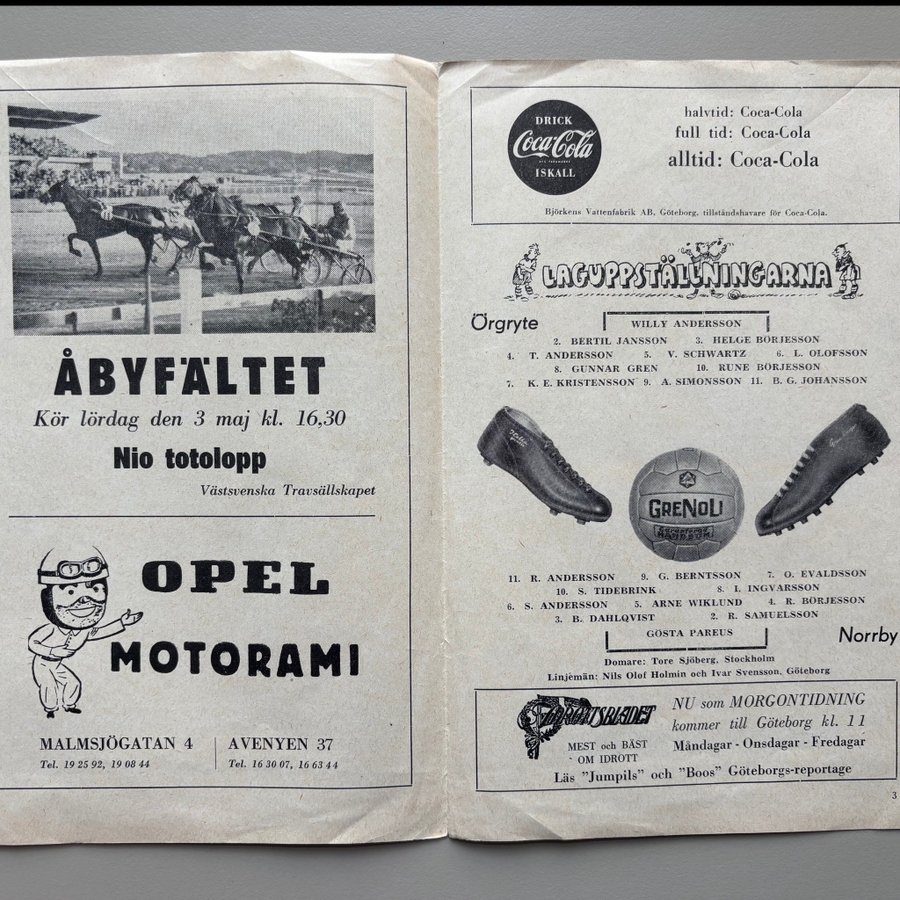 ÅBYFÄLTET
Kör lördag den 3 maj kl. 16,30
Nio totolopp
Västsvenska Travsällskapet
OPEL
MOTORAMI
MALMSJÖGATAN 4
Tel. 19 25 92, 19 08 44
AVENYEN 37
Tel. 16 30 07, 16 63 44
DRICK
Coca-Cola
ISKALL
halvtid: Coca-Cola
full tid: Coca-Cola
alltid: Coca-Cola
Björkens Vattenfabrik AB, Göteborg, tillståndshavare för Coca-Cola.
LAGUPPSTÄLLNINGARNA
Örgryte
WILLY ANDERSSON
2. BERTIL JANSSON 3. HELGE BÖRJESSON
4. T. ANDERSSON 5. V. SCHWARTZ 6. L. OLOFSSON
8. GUNNAR GREN 10. RUNE BÖRJESSON
7. K. E. KRISTENSSON 9. A. SIMONSSON 11. B. G. JOHANSSON
GRENOLI
11. R. ANDERSSON 9. G. BERNTSSON 7. O. EVALDSSON
10. S. TIDEBRINK 8. I. INGVARSSON
6. S. ANDERSSON 5. ARNE WIKLUND 4. R. BÖRJESSON
3. B. DAHLQVIST 2. R. SAMUELSSON
GÖSTA PAREUS
Norrby
Domare: Tore Sjöberg, Stockholm
Linjemän: Nils Olof Holmin och Ivar Svensson, Göteborg
IDROTTSBLADET
MEST och BÄST
OM IDROTT
NU som MORGONTIDNING
kommer till Göteborg kl. 11
Måndagar - Onsdagar - Fredagar
Läs "Jumpils" och "Boos" Göteborgs-reportage
3